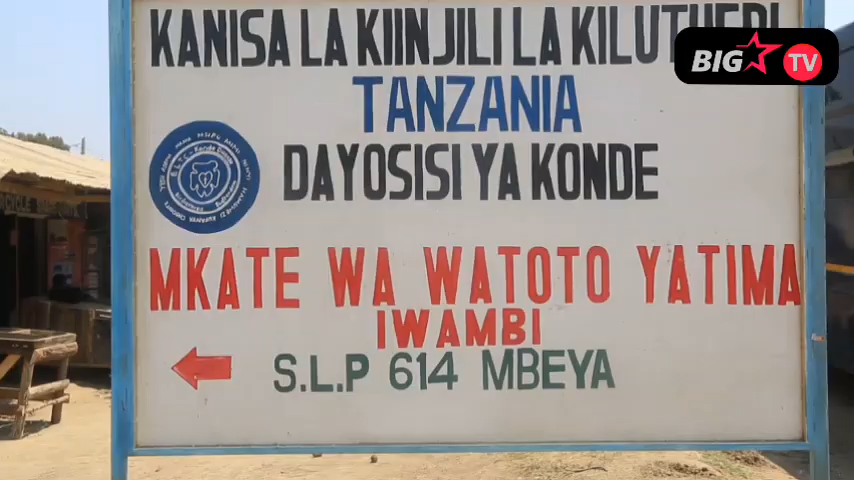 KANISA LA KIINJILI LA KILUTHERI
BIG TV
TANZANIA
DAYOSISI YA KONDE
MKATE WA WATOTO YATIMA
IWAMBI
S.L.P 614 MBEYA